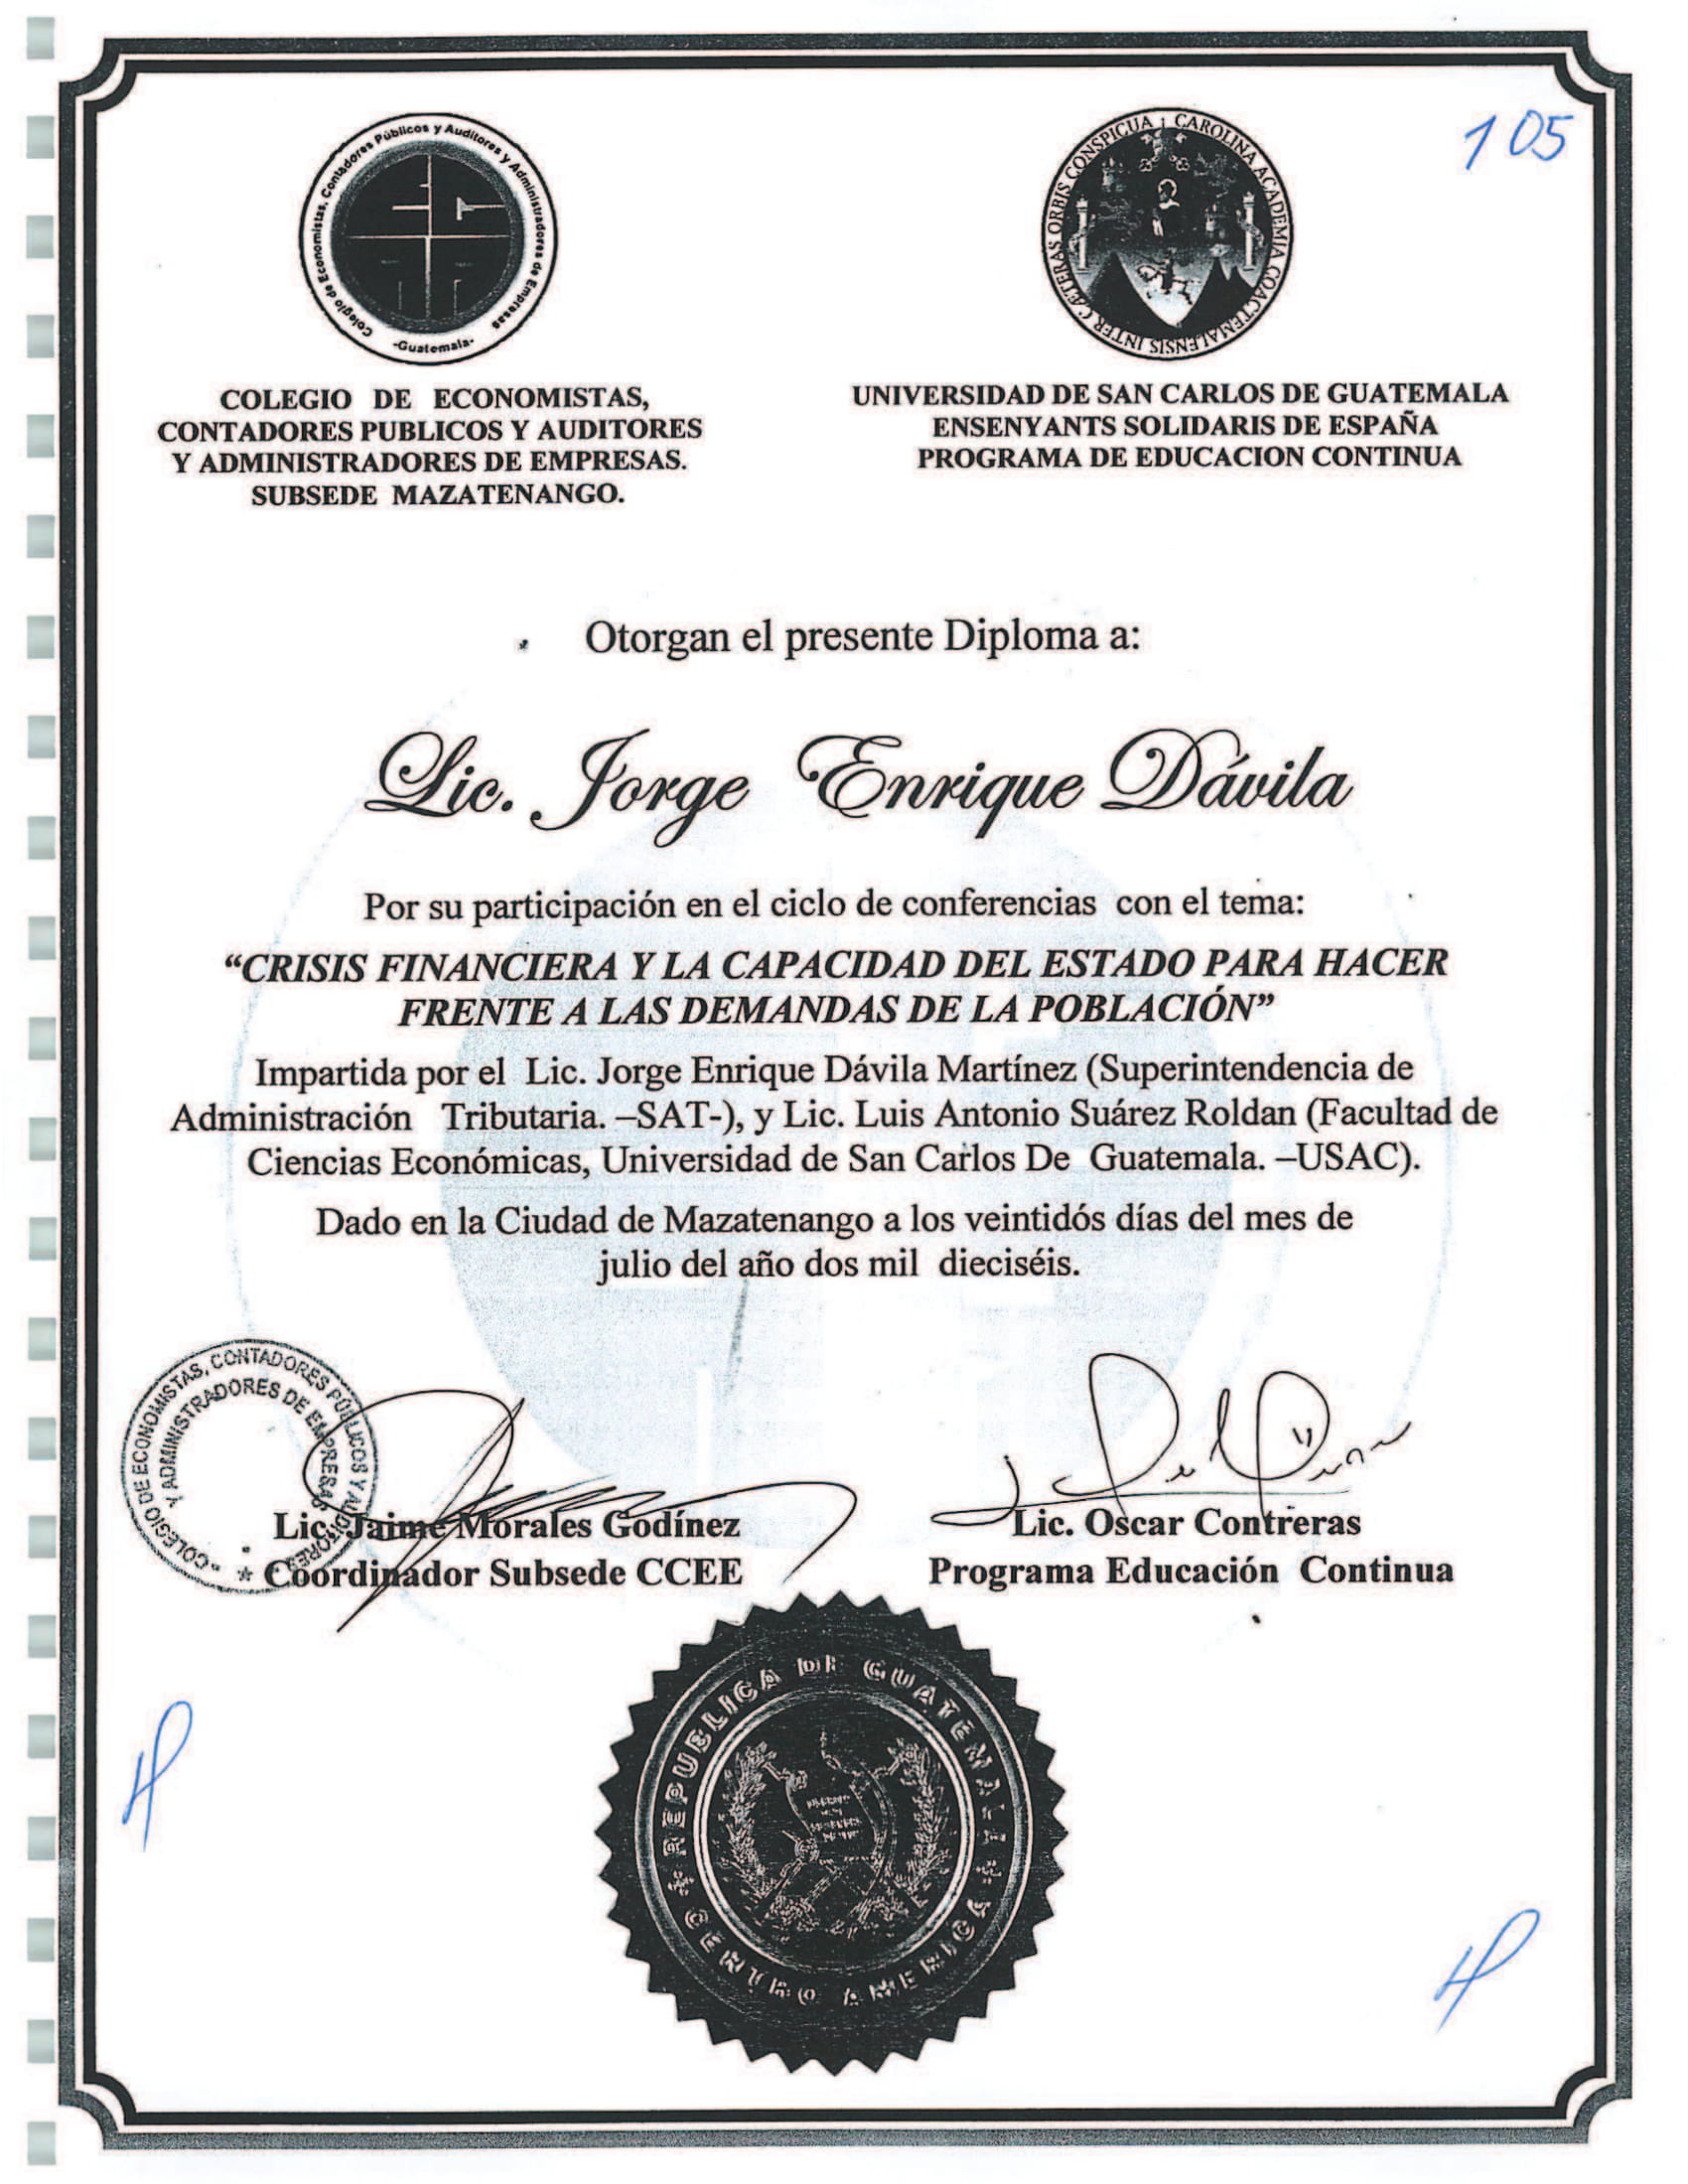 105
Colegio de Economistas, Contadores Públicos y Auditores y Administradores de Empresas
-Guatemala-
CAROLINA ACADEMIA COACTEMALENSIS INTER CÆTERAS ORBIS CONSPICUA
COLEGIO DE ECONOMISTAS,
CONTADORES PUBLICOS Y AUDITORES
Y ADMINISTRADORES DE EMPRESAS.
SUBSEDE MAZATENANGO.
UNIVERSIDAD DE SAN CARLOS DE GUATEMALA
ENSENYANTS SOLIDARIS DE ESPAÑA
PROGRAMA DE EDUCACION CONTINUA
Otorgan el presente Diploma a:
Lic. Jorge Enrique Dávila
Por su participación en el ciclo de conferencias con el tema:
“CRISIS FINANCIERA Y LA CAPACIDAD DEL ESTADO PARA HACER
FRENTE A LAS DEMANDAS DE LA POBLACIÓN”
Impartida por el Lic. Jorge Enrique Dávila Martínez (Superintendencia de
Administración Tributaria. –SAT-), y Lic. Luis Antonio Suárez Roldan (Facultad de
Ciencias Económicas, Universidad de San Carlos De Guatemala. –USAC).
Dado en la Ciudad de Mazatenango a los veintidós días del mes de
julio del año dos mil dieciséis.
COLEGIO DE ECONOMISTAS, CONTADORES PÚBLICOS Y AUDITORES
Y ADMINISTRADORES DE EMPRESAS
Lic. Jaime Morales Godínez
Coordinador Subsede CCEE
Lic. Oscar Contreras
Programa Educación Continua
REPUBLICA DE GUATEMALA
CENTRO AMERICA